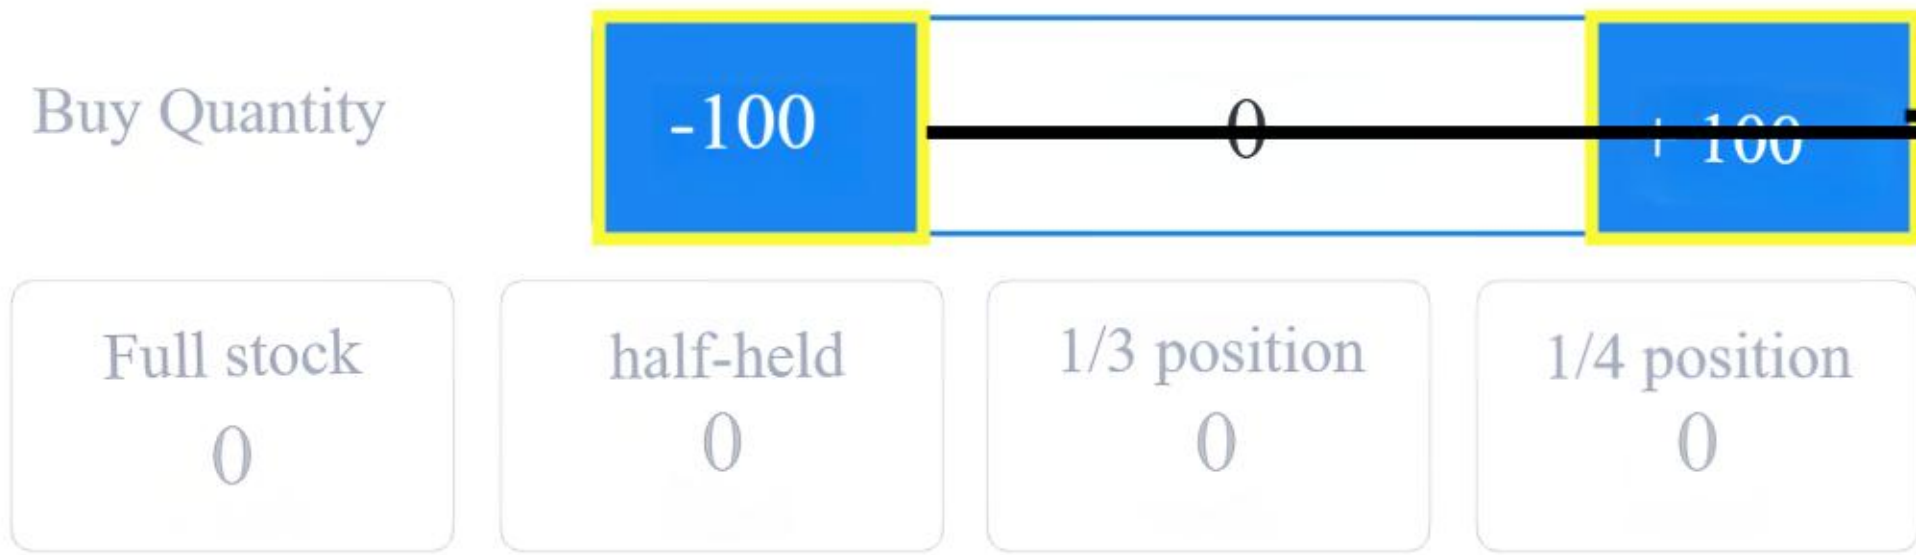 Buy Quantity
-100
0
+ 100
Full stock
0
half-held
0
1/3 position
0
1/4 position
0